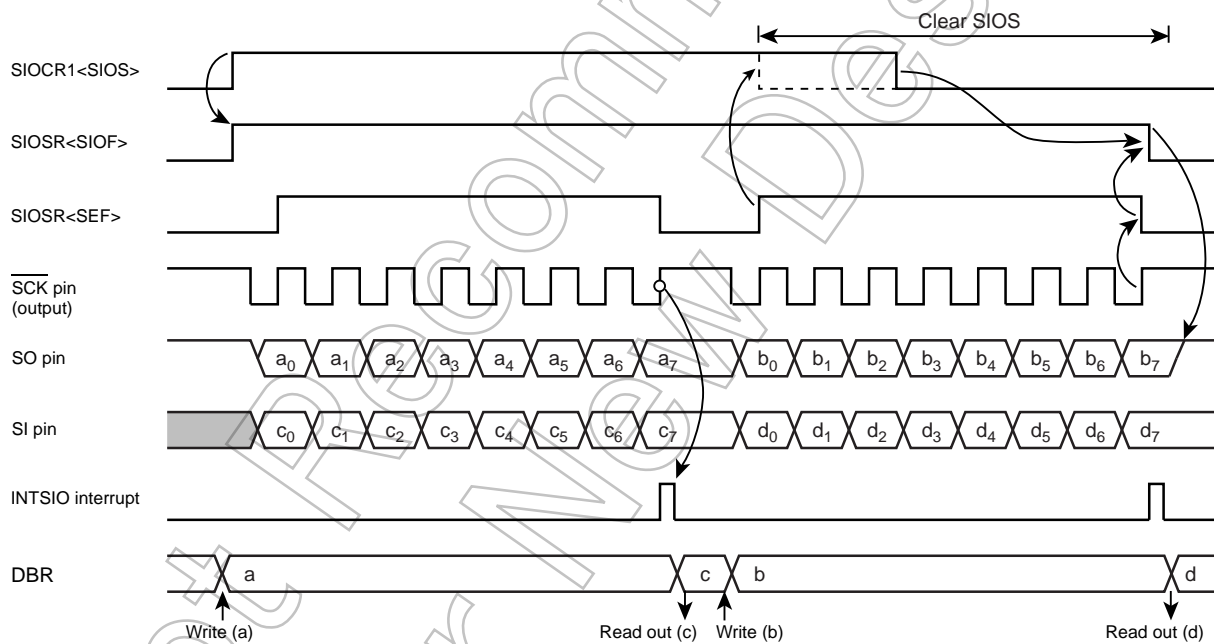 Clear SIOS
SIOCR1<SIOS>
SIOSR<SIOF>
SIOSR<SEF>
SCK pin
(output)
SO pin
a0 a1 a2 a3 a4 a5 a6 a7 b0 b1 b2 b3 b4 b5 b6 b7
SI pin
c0 c1 c2 c3 c4 c5 c6 c7 d0 d1 d2 d3 d4 d5 d6 d7
INTSIO interrupt
DBR
a c b d
Write (a) Read out (c) Write (b) Read out (d)